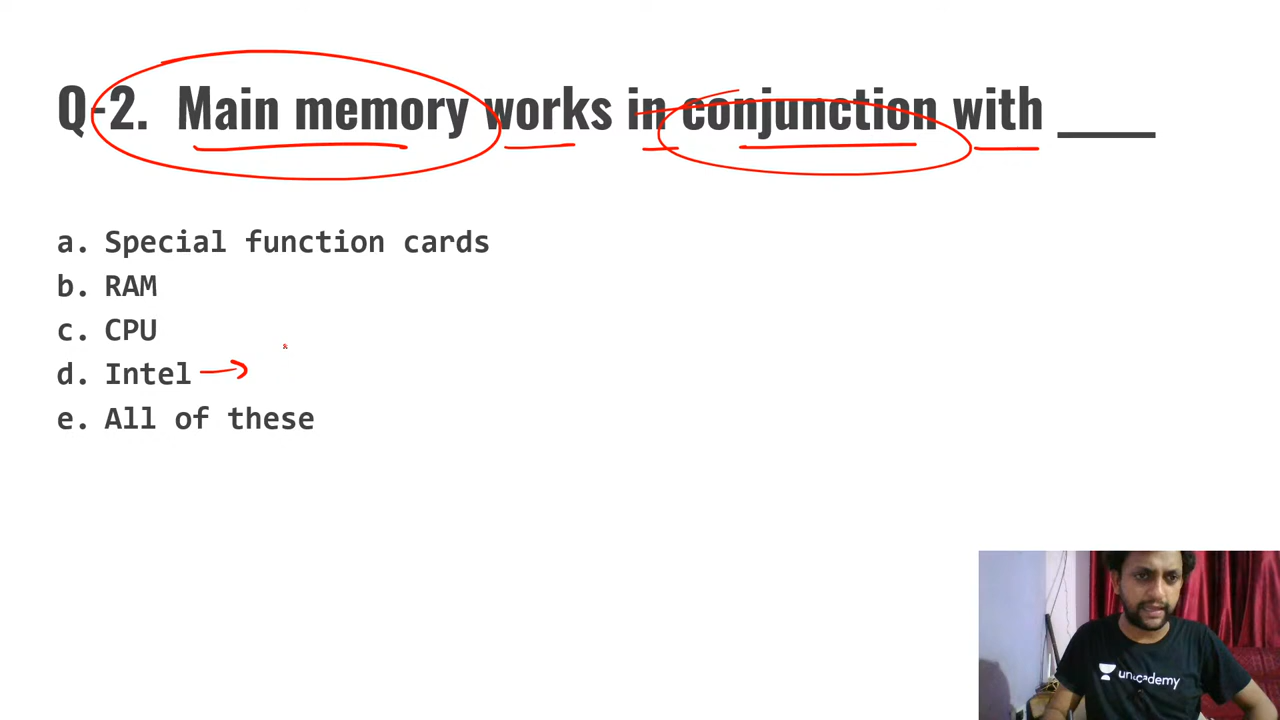 Q-2. Main memory works in conjunction with ____
a. Special function cards
b. RAM
c. CPU
d. Intel
e. All of these
unacademy